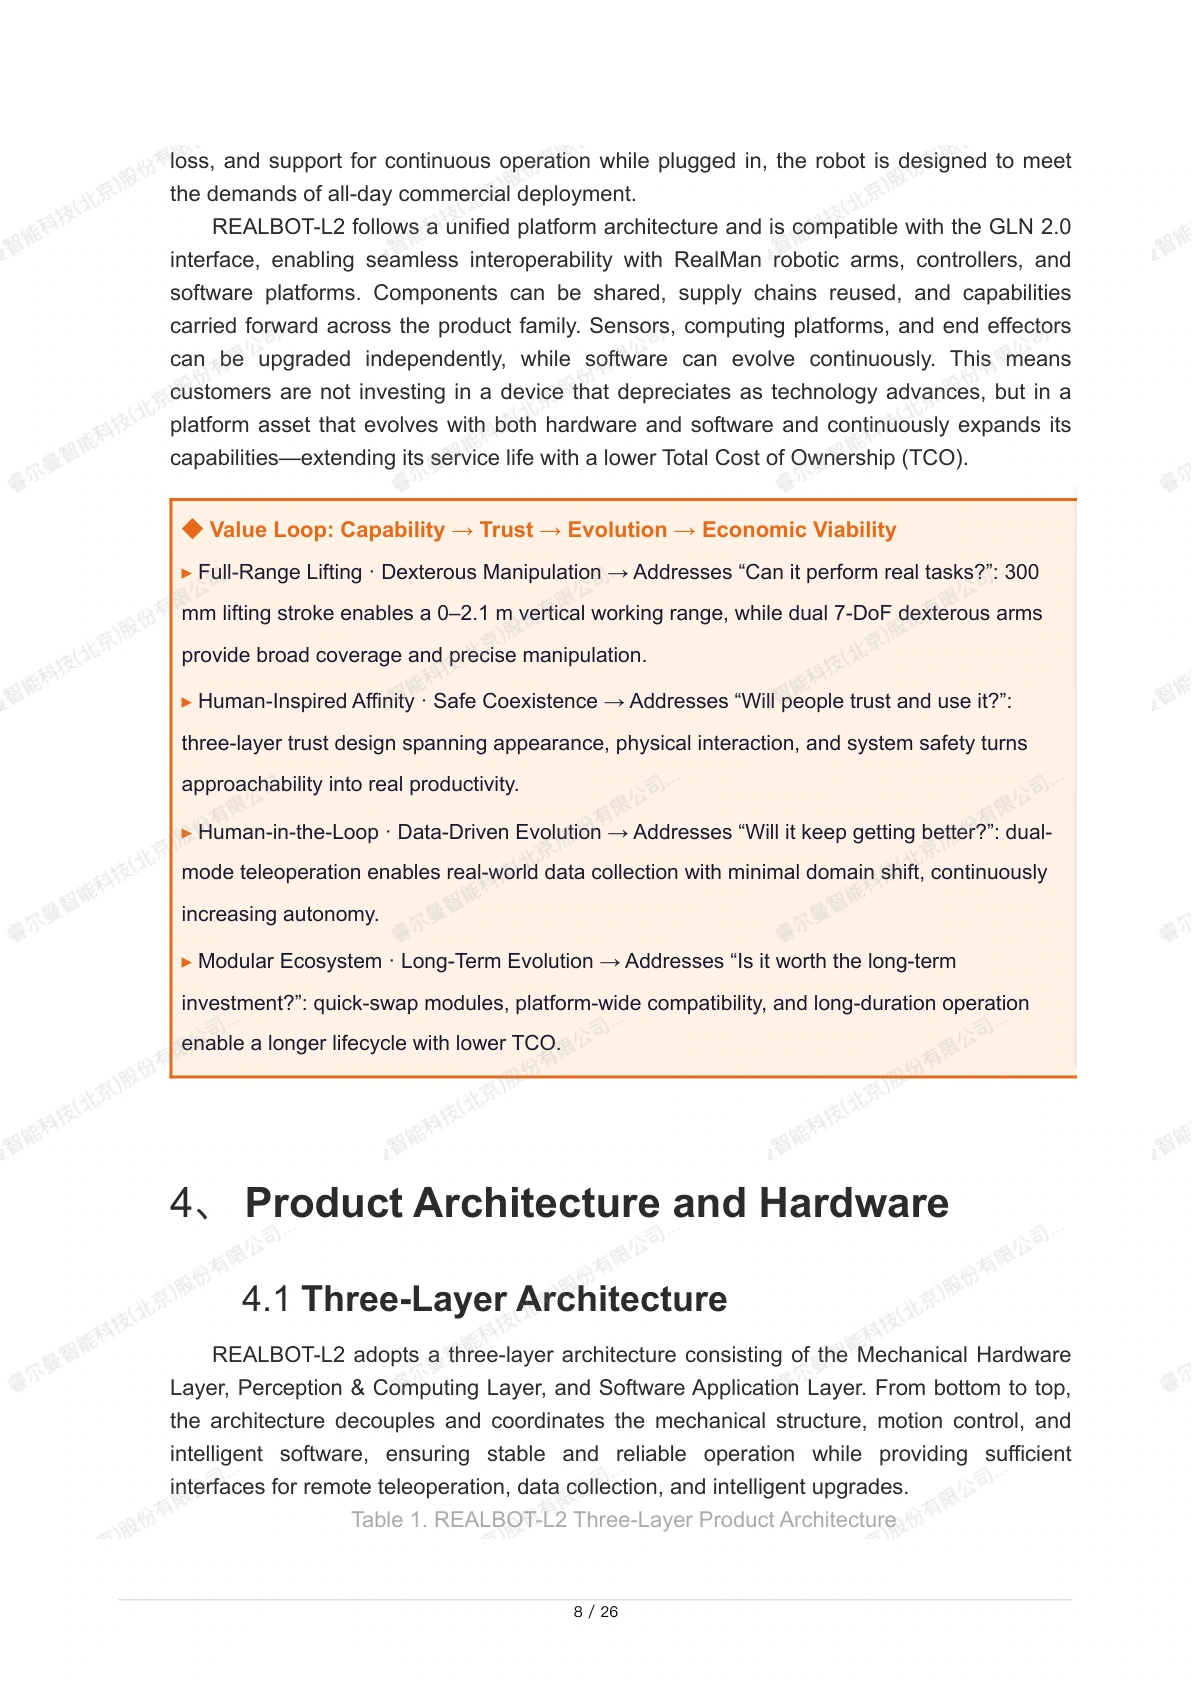 loss, and support for continuous operation while plugged in, the robot is designed to meet
the demands of all-day commercial deployment.
REALBOT-L2 follows a unified platform architecture and is compatible with the GLN 2.0
interface, enabling seamless interoperability with RealMan robotic arms, controllers, and
software platforms. Components can be shared, supply chains reused, and capabilities
carried forward across the product family. Sensors, computing platforms, and end effectors
can be upgraded independently, while software can evolve continuously. This means
customers are not investing in a device that depreciates as technology advances, but in a
platform asset that evolves with both hardware and software and continuously expands its
capabilities—extending its service life with a lower Total Cost of Ownership (TCO).
◆ Value Loop: Capability → Trust → Evolution → Economic Viability
▸ Full-Range Lifting · Dexterous Manipulation → Addresses “Can it perform real tasks?”: 300
mm lifting stroke enables a 0–2.1 m vertical working range, while dual 7-DoF dexterous arms
provide broad coverage and precise manipulation.
▸ Human-Inspired Affinity · Safe Coexistence → Addresses “Will people trust and use it?”:
three-layer trust design spanning appearance, physical interaction, and system safety turns
approachability into real productivity.
▸ Human-in-the-Loop · Data-Driven Evolution → Addresses “Will it keep getting better?”: dual-
mode teleoperation enables real-world data collection with minimal domain shift, continuously
increasing autonomy.
▸ Modular Ecosystem · Long-Term Evolution → Addresses “Is it worth the long-term
investment?”: quick-swap modules, platform-wide compatibility, and long-duration operation
enable a longer lifecycle with lower TCO.
4、 Product Architecture and Hardware
4.1 Three-Layer Architecture
REALBOT-L2 adopts a three-layer architecture consisting of the Mechanical Hardware
Layer, Perception & Computing Layer, and Software Application Layer. From bottom to top,
the architecture decouples and coordinates the mechanical structure, motion control, and
intelligent software, ensuring stable and reliable operation while providing sufficient
interfaces for remote teleoperation, data collection, and intelligent upgrades.
Table 1. REALBOT-L2 Three-Layer Product Architecture
8 / 26
睿尔曼智能科技(北京)股份有限公司...